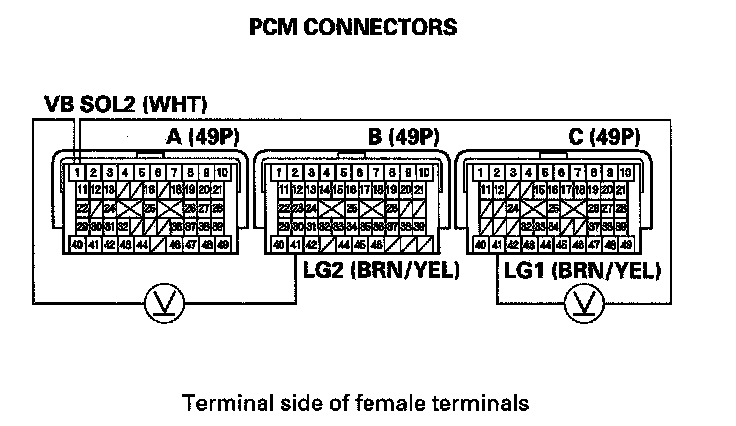 PCM CONNECTORS
VB SOL2 (WHT)
A (49P) B (49P) C (49P)
1 2 3 4 5 6 7 8 9 10 1 2 3 4 5 6 7 8 9 10 1 2 3 4 5 6 7 8 9 10
11 12 13 16 18 19 20 21 11 12 13 14 15 16 17 18 19 20 21 11 12 15 16 17 18 19 20 21
22 24 25 26 27 28 22 23 24 25 26 24 25 26 27 28
29 30 31 32 36 37 38 39 29 30 31 32 33 34 35 36 37 38 39 32 33 34 37 38 39
40 41 42 43 44 46 47 48 49 40 41 42 44 45 46 40 41 42 43 44 45 46 47 48 49
LG2 (BRN/YEL) LG1 (BRN/YEL)
V V
Terminal side of female terminals